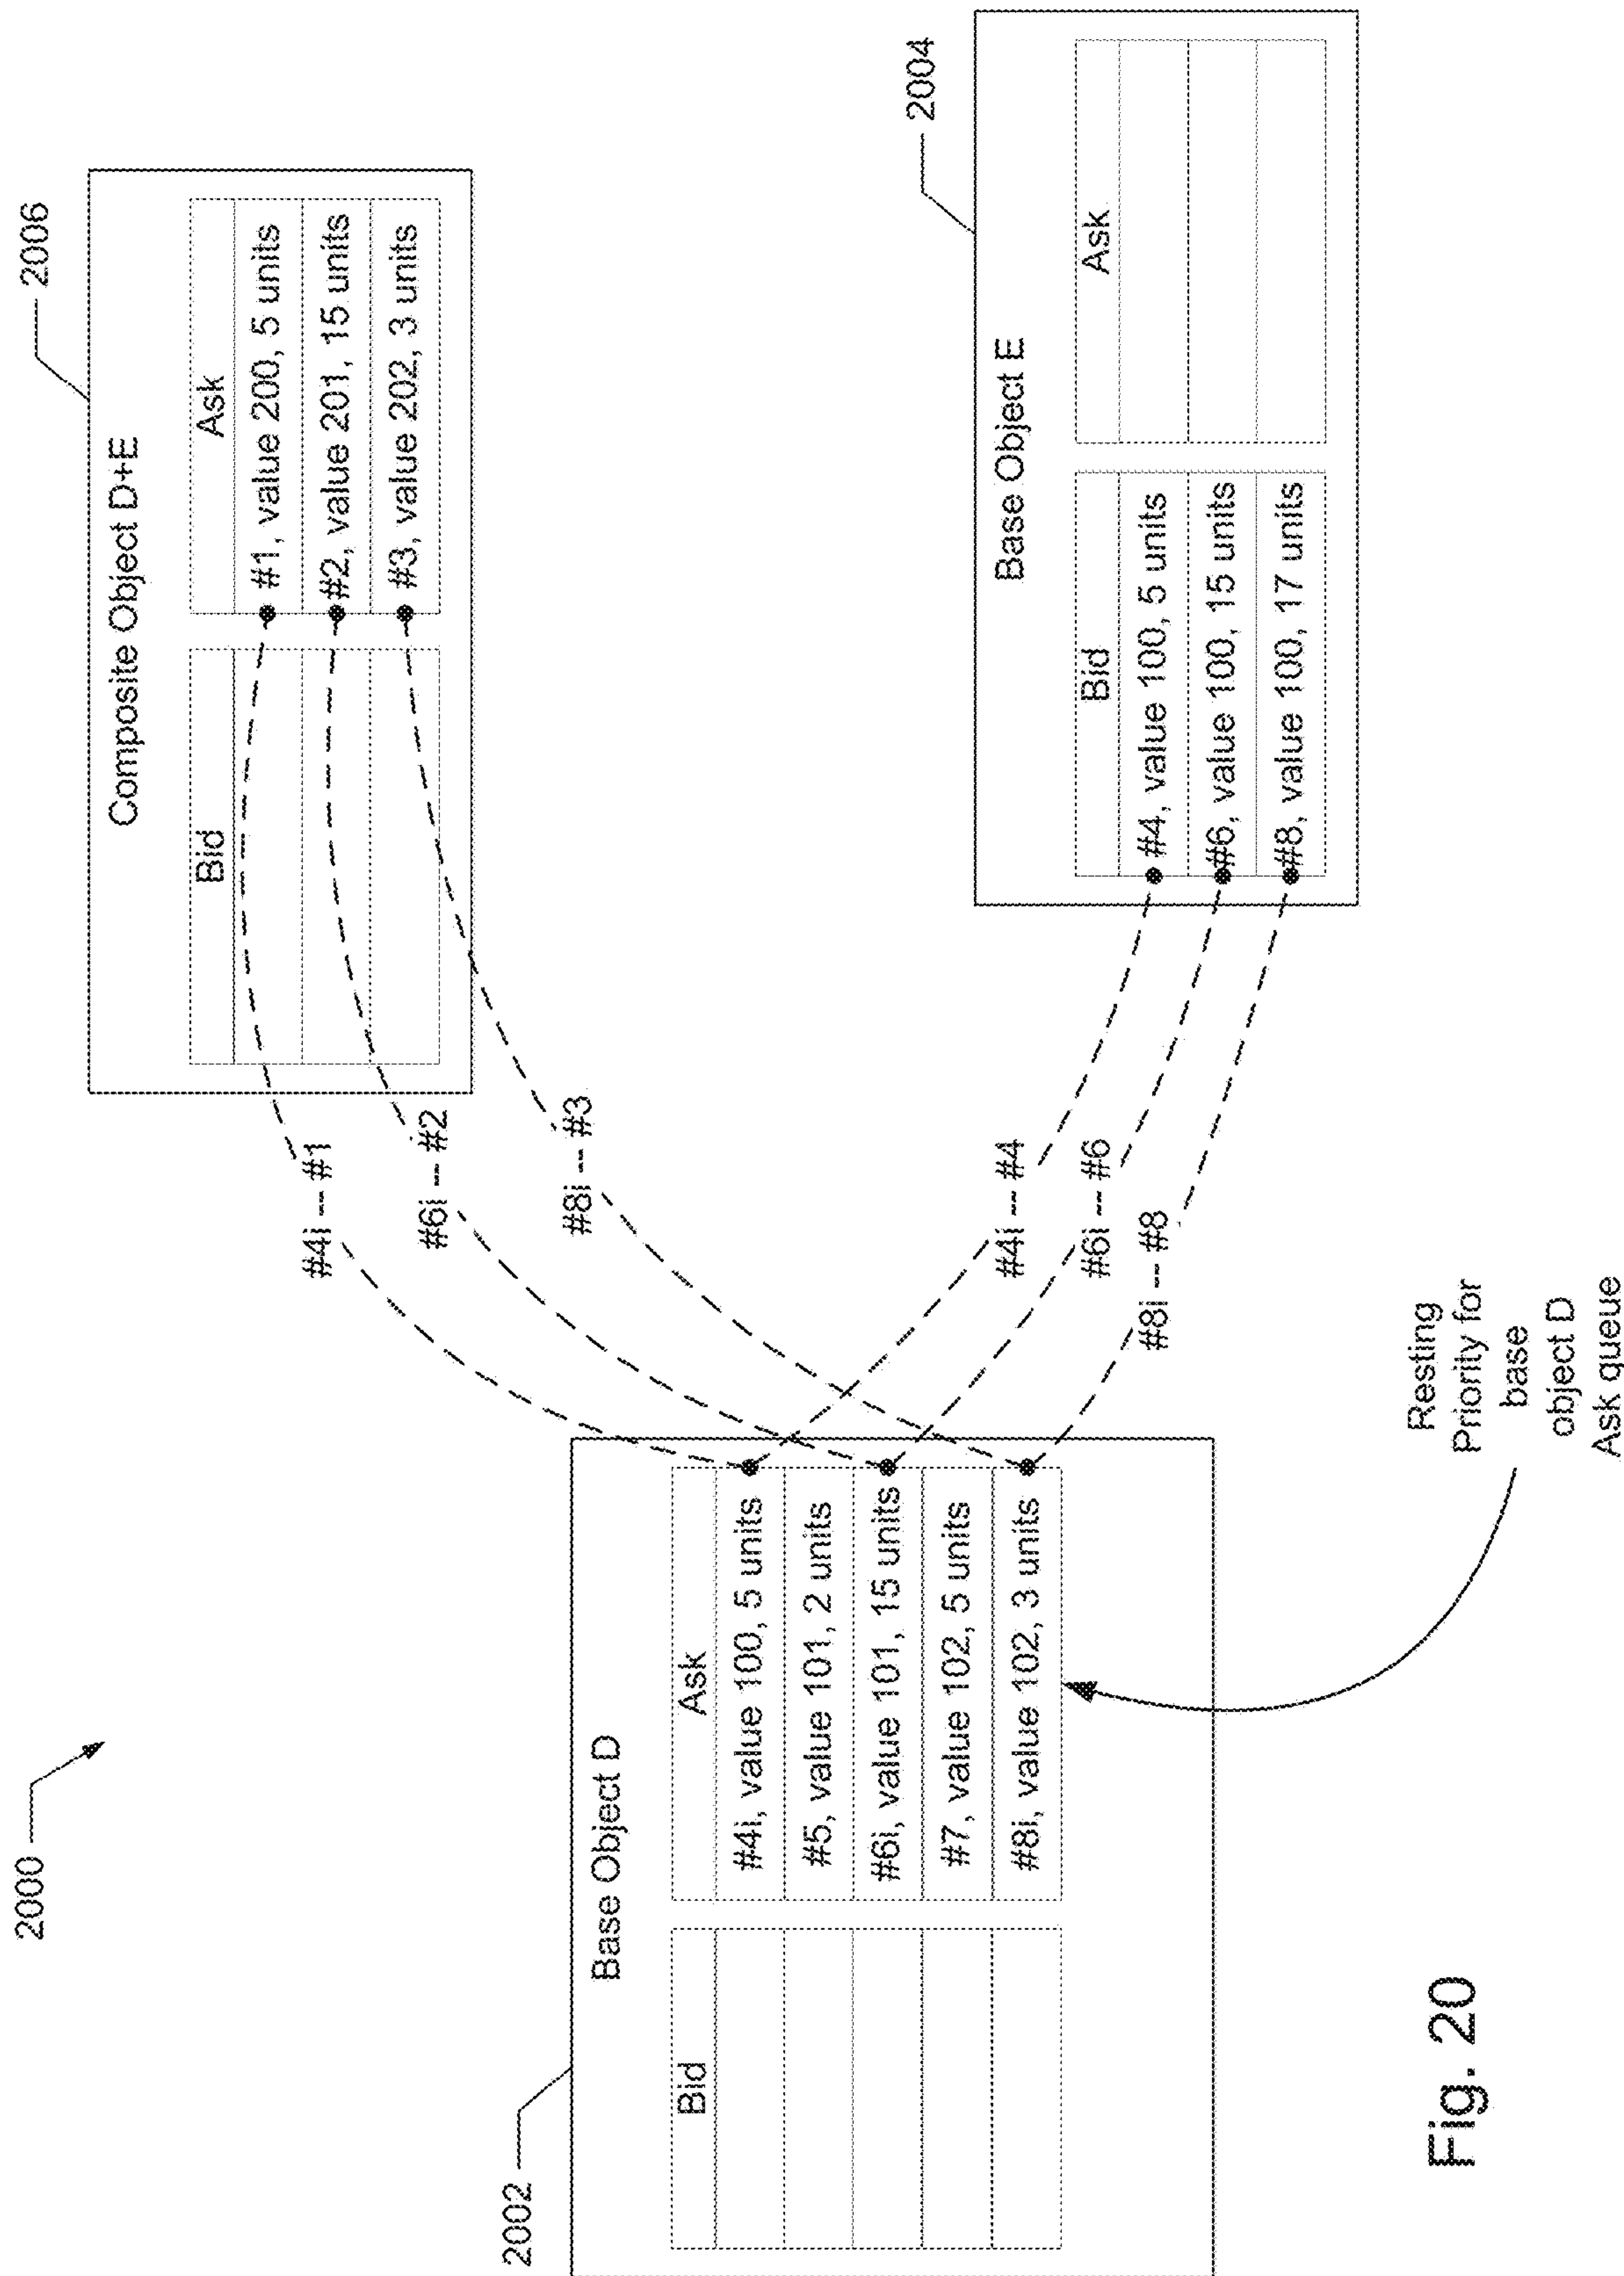 2000
2002
Base Object D
Bid
Ask
#4i, value 100, 5 units
#5, value 101, 2 units
#6i, value 101, 15 units
#7, value 102, 5 units
#8i, value 102, 3 units
2006
Composite Object D+E
Bid
Ask
#1, value 200, 5 units
#2, value 201, 15 units
#3, value 202, 3 units
#4i -- #1
#6i -- #2
#8i -- #3
#4i -- #4
#6i -- #6
#8i -- #8
2004
Base Object E
Bid
Ask
#4, value 100, 5 units
#6, value 100, 15 units
#8, value 100, 17 units
Resting
Priority for
base
object D
Ask queue
Fig. 20